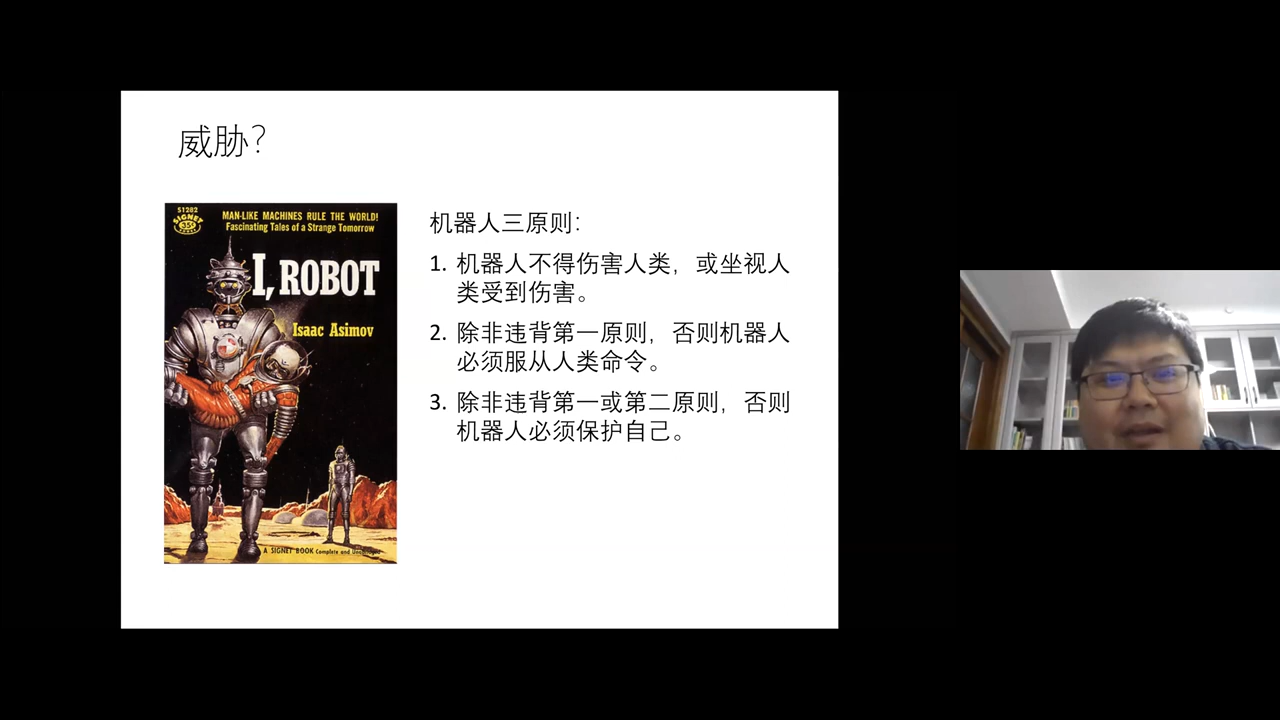 威胁?
51282
SIGNET
35¢
BOOKS
MAN-LIKE MACHINES RULE THE WORLD!
Fascinating Tales of a Strange Tomorrow
I, ROBOT
Isaac Asimov
A SIGNET BOOK Complete and
机器人三原则：
1. 机器人不得伤害人类，或坐视人
类受到伤害。
2. 除非违背第一原则，否则机器人
必须服从人类命令。
3. 除非违背第一或第二原则，否则
机器人必须保护自己。